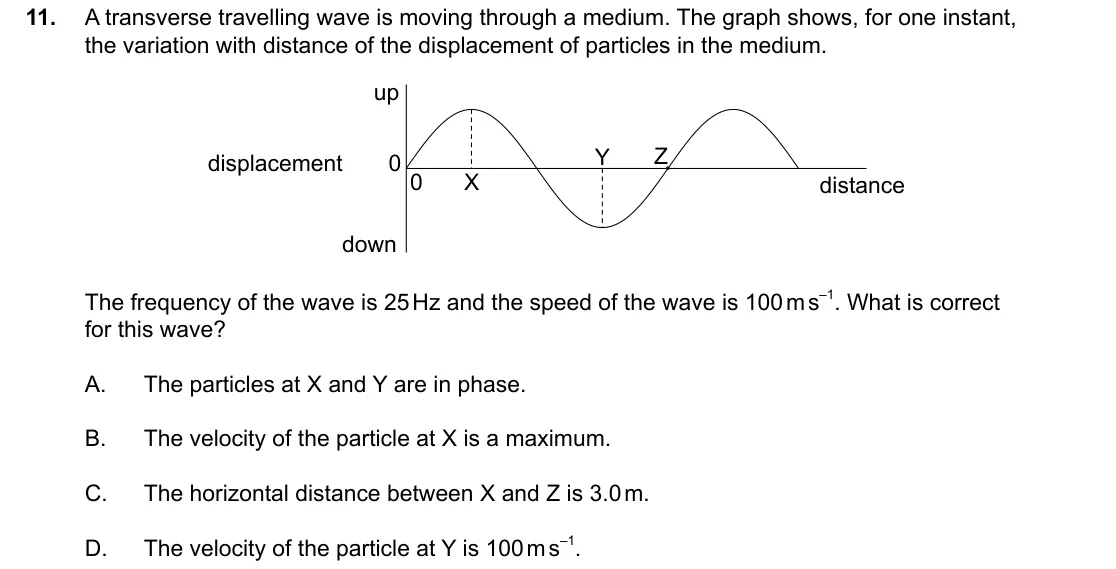 11. A transverse travelling wave is moving through a medium. The graph shows, for one instant,
the variation with distance of the displacement of particles in the medium.
up
displacement 0
Y Z
0 X
distance
down
The frequency of the wave is 25 Hz and the speed of the wave is 100 m s⁻¹. What is correct
for this wave?
A. The particles at X and Y are in phase.
B. The velocity of the particle at X is a maximum.
C. The horizontal distance between X and Z is 3.0 m.
D. The velocity of the particle at Y is 100 m s⁻¹.